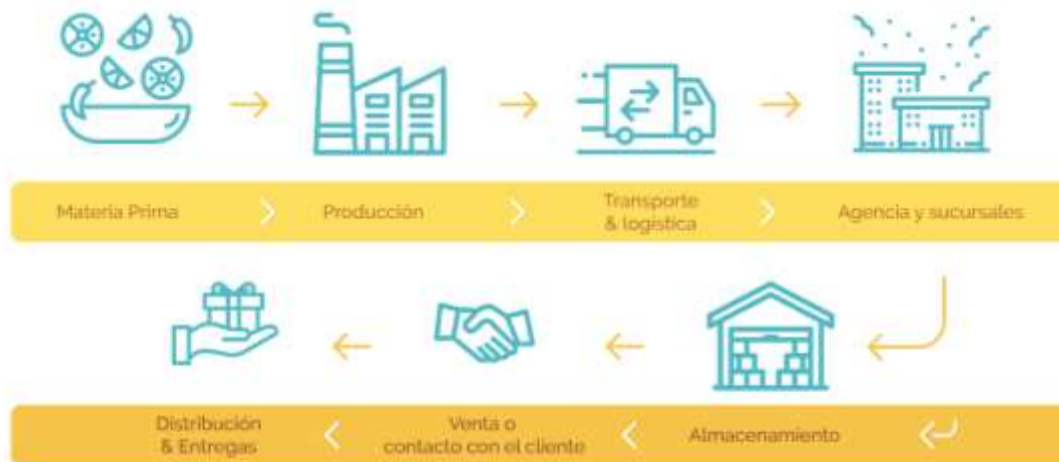 Materia Prima
Producción
Transporte
& logística
Agencia y sucursales
Distribución
& Entregas
Venta o
contacto con el cliente
Almacenamiento